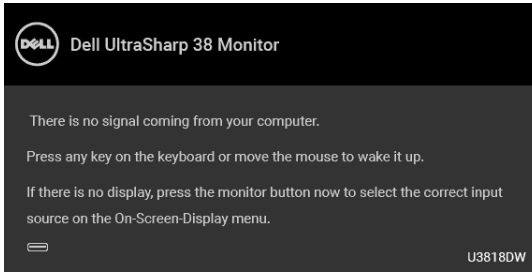 DELL
Dell UltraSharp 38 Monitor
There is no signal coming from your computer.
Press any key on the keyboard or move the mouse to wake it up.
If there is no display, press the monitor button now to select the correct input
source on the On-Screen-Display menu.
U3818DW